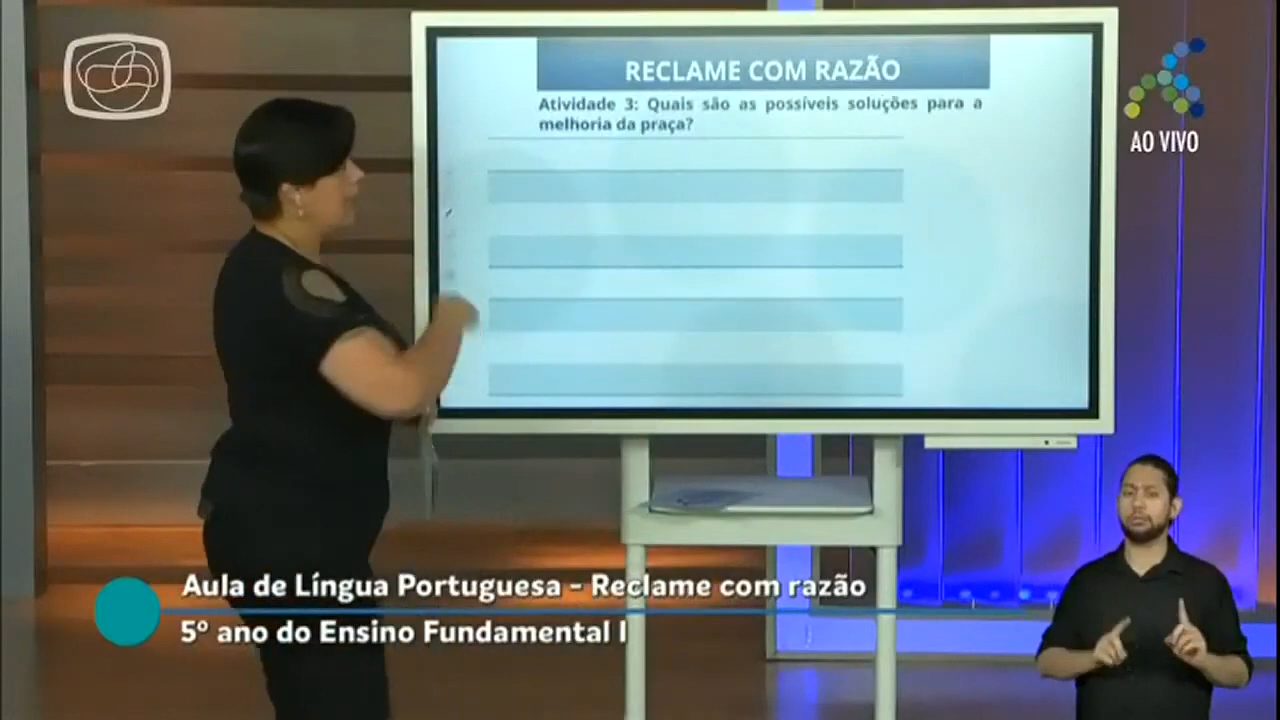 RECLAME COM RAZÃO
Atividade 3: Quais são as possíveis soluções para a
melhoria da praça?
AO VIVO
Aula de Língua Portuguesa - Reclame com razão
5º ano do Ensino Fundamental I